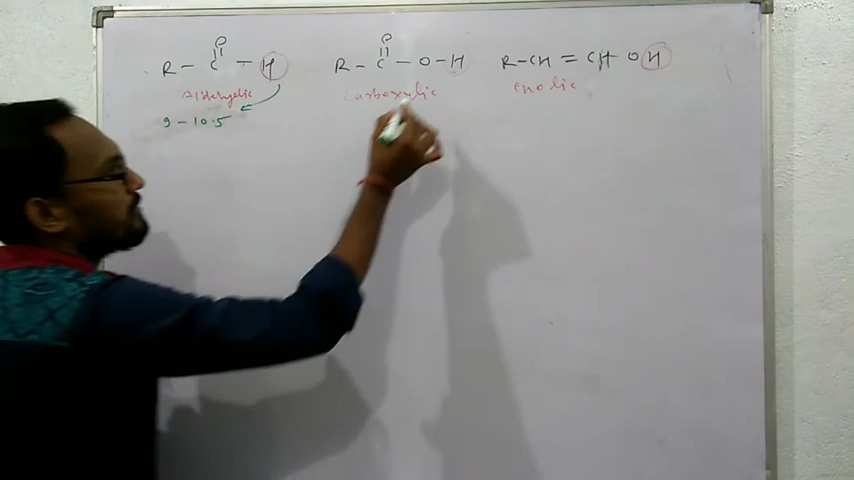 O O
R - C - H R - C - O - H R-CH = CH OH
Aldehydic Carboxylic enolic
9 - 10.5